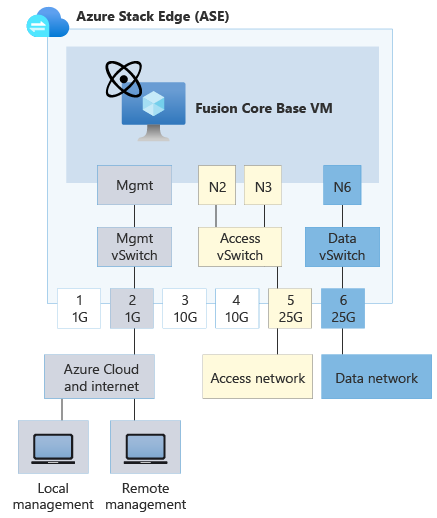 Azure Stack Edge (ASE)
Fusion Core Base VM
Mgmt
N2
N3
N6
Mgmt
vSwitch
Access
vSwitch
Data
vSwitch
1
1G
2
1G
3
10G
4
10G
5
25G
6
25G
Azure Cloud
and internet
Access network
Data network
Local
management
Remote
management